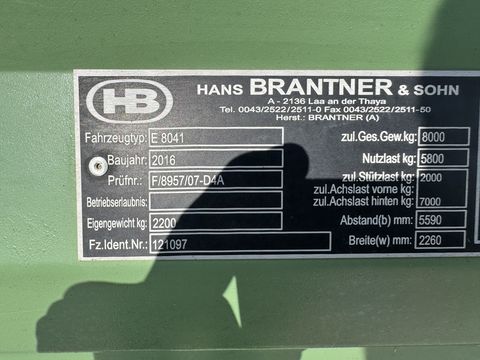 HB
HANS BRANTNER & SOHN
A - 2136 Laa an der Thaya
Tel. 0043/2522/2511-0 Fax 0043/2522/2511-50
Herst.: BRANTNER (A)
Fahrzeugtyp: E 8041
Baujahr: 2016
Prüfnr.: F/8957/07-D4A
Betriebserlaubnis:
Eigengewicht kg: 2200
Fz.Ident.Nr.: 121097
zul.Ges.Gew.kg: 8000
Nutzlast kg: 5800
zul.Stützlast kg: 2000
zul.Achslast vorne kg:
zul.Achslast hinten kg: 7000
Abstand(b) mm: 5590
Breite(w) mm: 2260